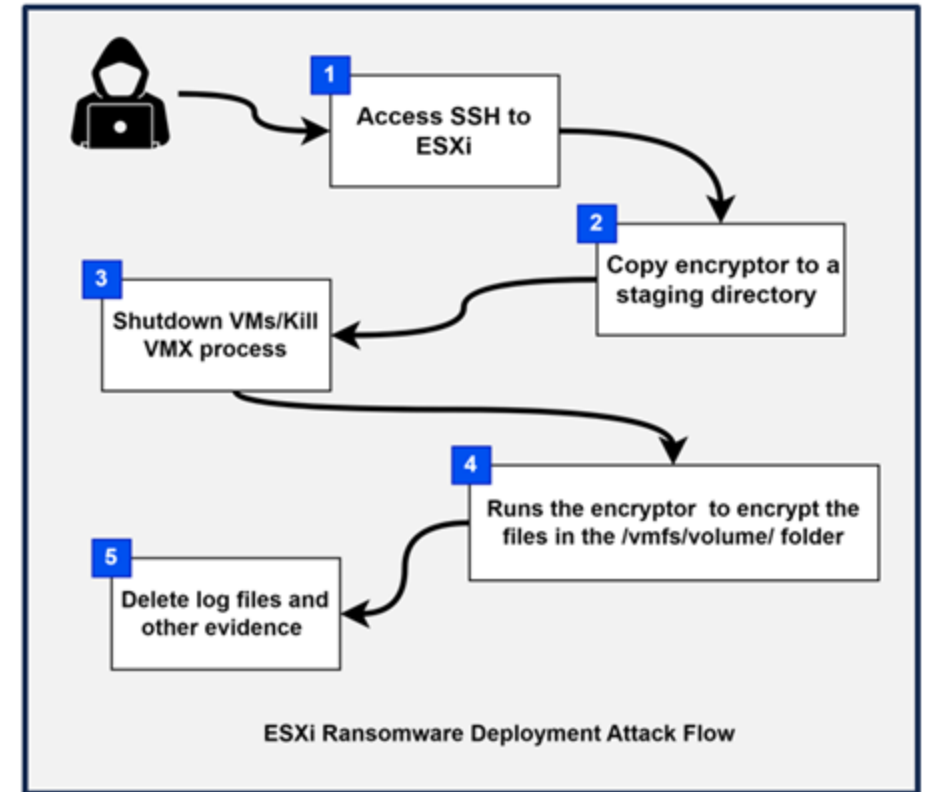 1
Access SSH to
ESXi
2
Copy encryptor to a
staging directory
3
Shutdown VMs/Kill
VMX process
4
Runs the encryptor to encrypt the
files in the /vmfs/volume/ folder
5
Delete log files and
other evidence
ESXi Ransomware Deployment Attack Flow